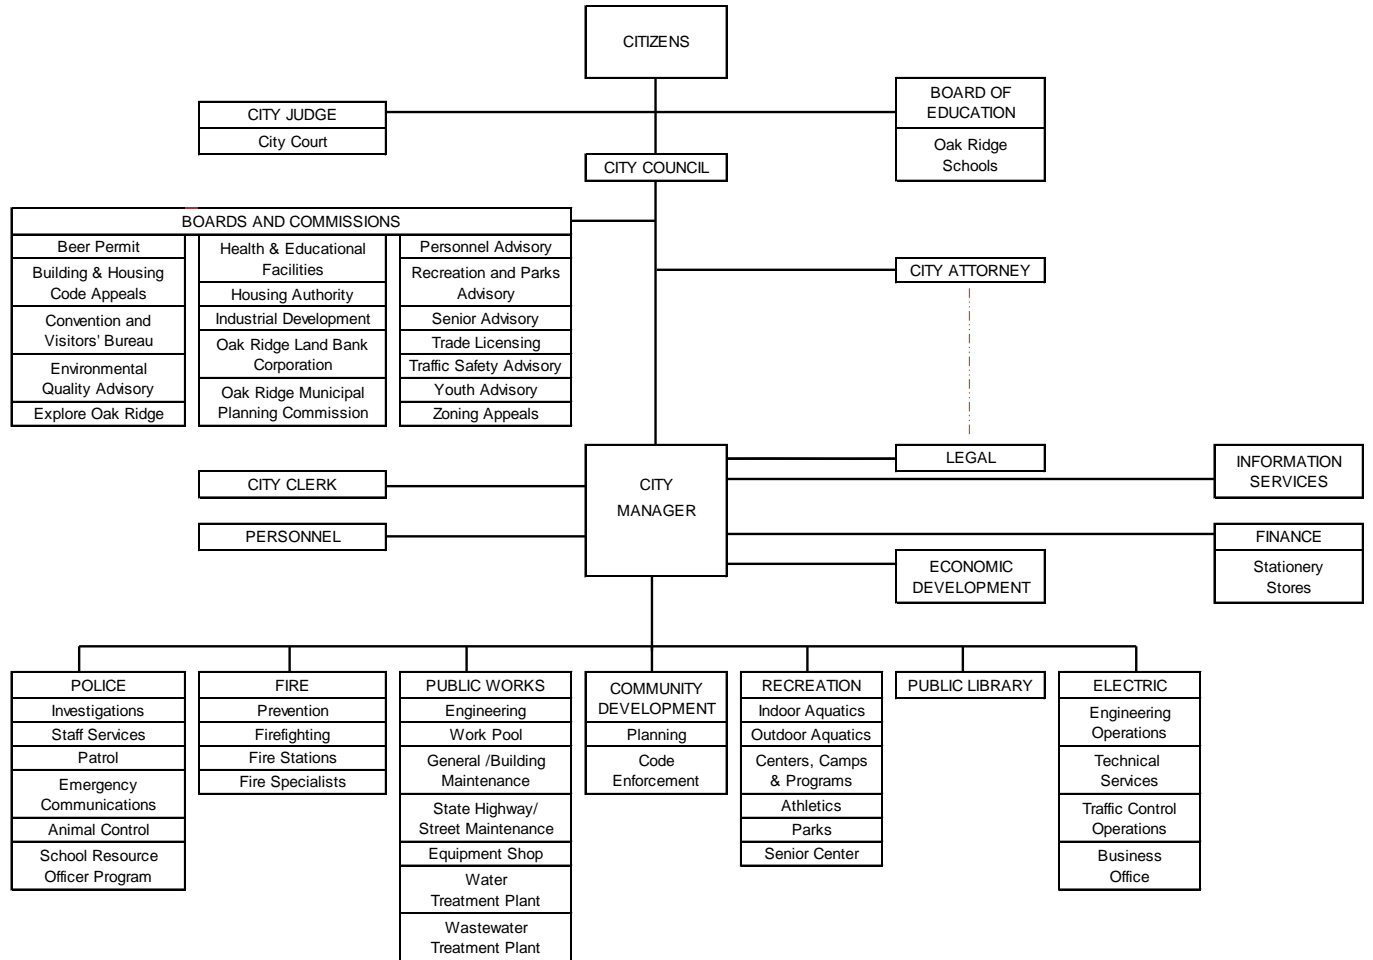 CITIZENS
CITY JUDGE
City Court
BOARD OF
EDUCATION
Oak Ridge
Schools
CITY COUNCIL
BOARDS AND COMMISSIONS
Beer Permit
Building & Housing
Code Appeals
Convention and
Visitors' Bureau
Environmental
Quality Advisory
Explore Oak Ridge
Health & Educational
Facilities
Housing Authority
Industrial Development
Oak Ridge Land Bank
Corporation
Oak Ridge Municipal
Planning Commission
Personnel Advisory
Recreation and Parks
Advisory
Senior Advisory
Trade Licensing
Traffic Safety Advisory
Youth Advisory
Zoning Appeals
CITY ATTORNEY
CITY CLERK
PERSONNEL
CITY
MANAGER
LEGAL
ECONOMIC
DEVELOPMENT
INFORMATION
SERVICES
FINANCE
Stationery
Stores
POLICE
Investigations
Staff Services
Patrol
Emergency
Communications
Animal Control
School Resource
Officer Program
FIRE
Prevention
Firefighting
Fire Stations
Fire Specialists
PUBLIC WORKS
Engineering
Work Pool
General /Building
Maintenance
State Highway/
Street Maintenance
Equipment Shop
Water
Treatment Plant
Wastewater
Treatment Plant
COMMUNITY
DEVELOPMENT
Planning
Code
Enforcement
RECREATION
Indoor Aquatics
Outdoor Aquatics
Centers, Camps
& Programs
Athletics
Parks
Senior Center
PUBLIC LIBRARY
ELECTRIC
Engineering
Operations
Technical
Services
Traffic Control
Operations
Business
Office